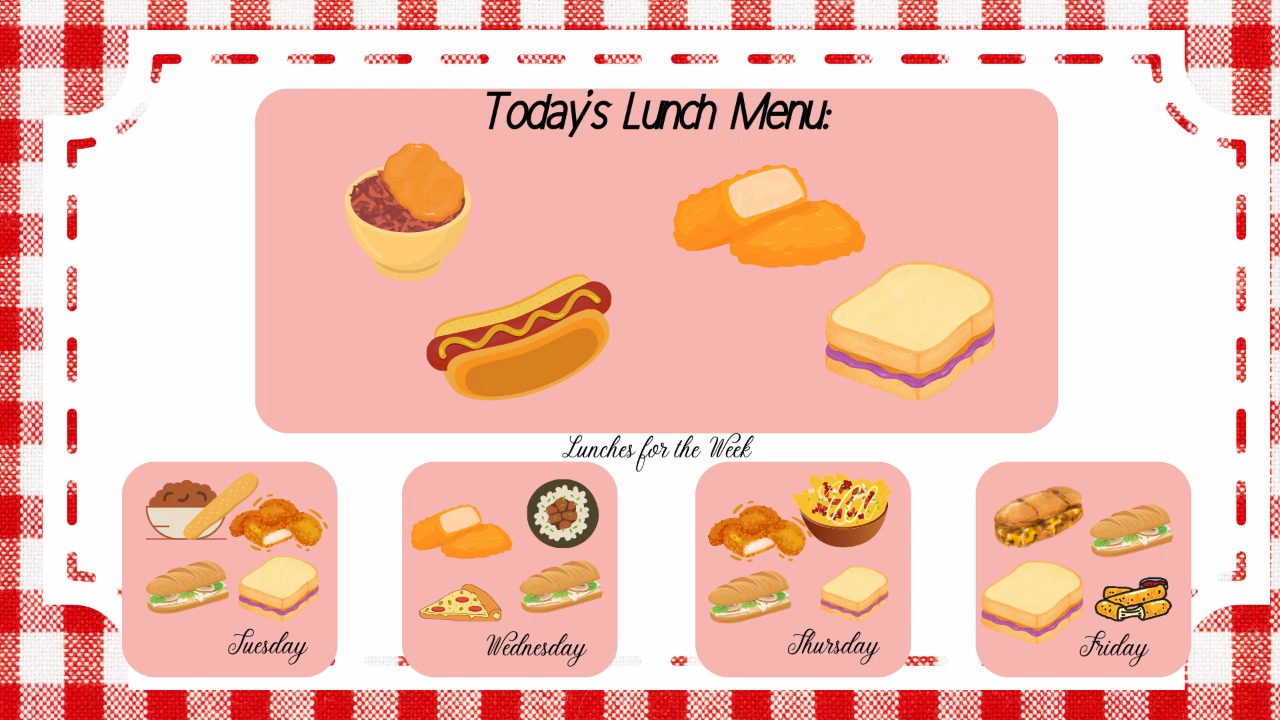 Today's Lunch Menu:
Lunches for the Week
Tuesday
Wednesday
Thursday
Friday